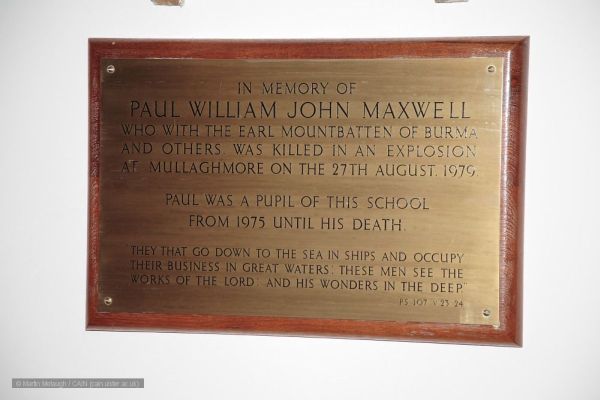 IN MEMORY OF
PAUL WILLIAM JOHN MAXWELL
WHO WITH THE EARL MOUNTBATTEN OF BURMA
AND OTHERS, WAS KILLED IN AN EXPLOSION
AT MULLAGHMORE ON THE 27TH AUGUST, 1979.
PAUL WAS A PUPIL OF THIS SCHOOL
FROM 1975 UNTIL HIS DEATH.
"THEY THAT GO DOWN TO THE SEA IN SHIPS AND OCCUPY
THEIR BUSINESS IN GREAT WATERS; THESE MEN SEE THE
WORKS OF THE LORD: AND HIS WONDERS IN THE DEEP"
PS 107 V 23-24
© Martin Melaugh / CAIN (cain.ulster.ac.uk)